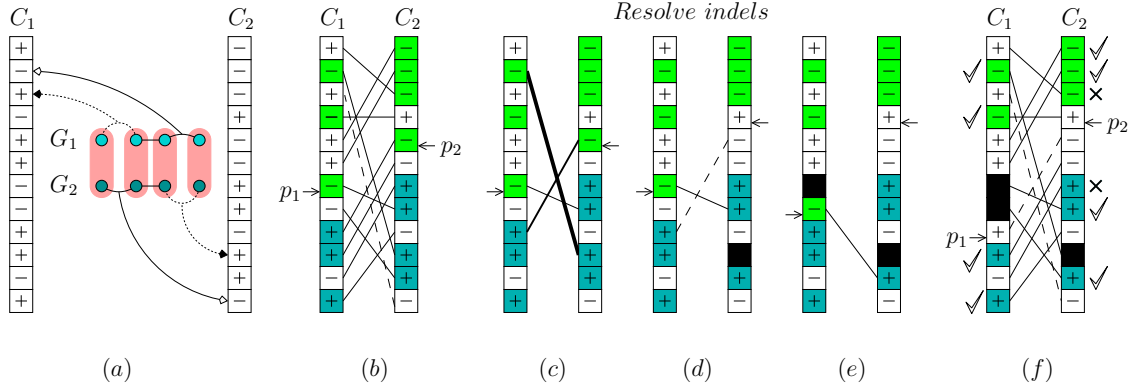 Resolve indels
C1 C2 C1 C2 C1 C2
G1
G2
p1
p2
p1
p2
(a) (b) (c) (d) (e) (f)